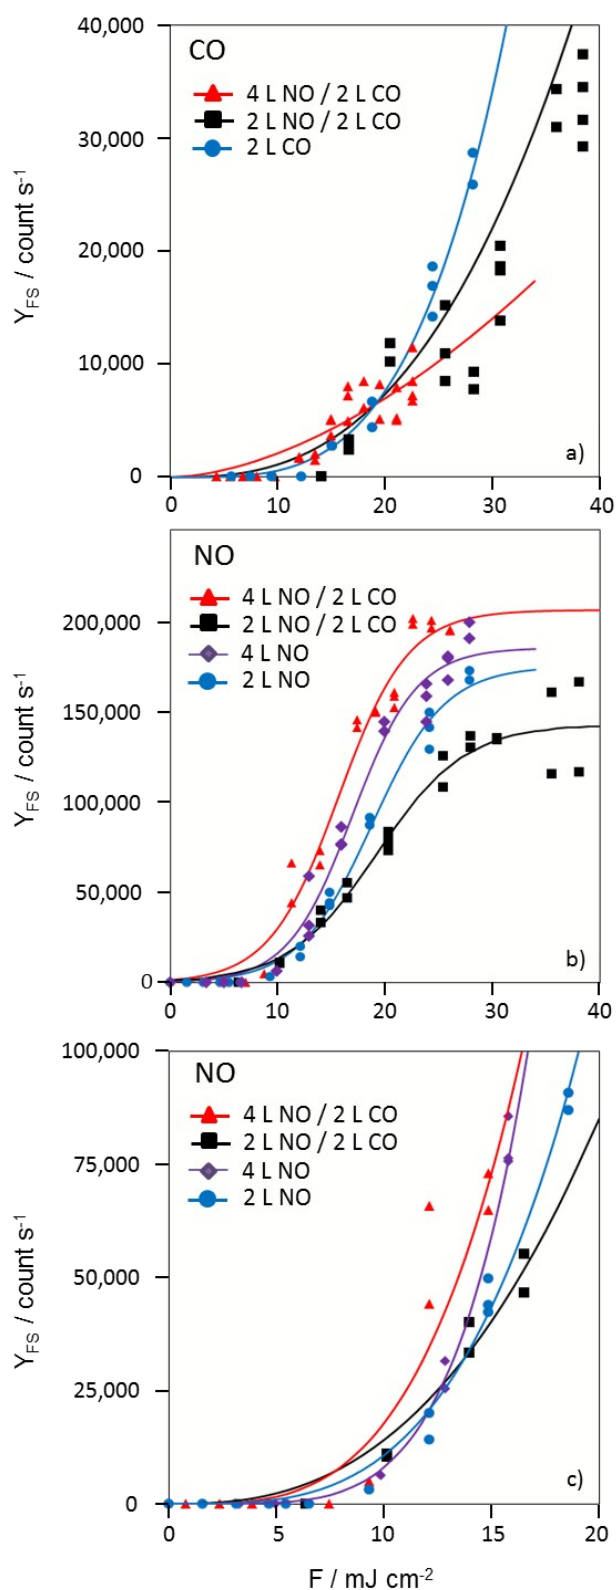 40,000
CO
4 L NO / 2 L CO
2 L NO / 2 L CO
2 L CO
30,000
20,000
10,000
0
Y_FS / count s⁻¹
a)
0 10 20 30 40
NO
4 L NO / 2 L CO
2 L NO / 2 L CO
4 L NO
2 L NO
200,000
150,000
100,000
50,000
0
Y_FS / count s⁻¹
b)
0 10 20 30 40
100,000
NO
4 L NO / 2 L CO
2 L NO / 2 L CO
4 L NO
2 L NO
75,000
50,000
25,000
0
Y_FS / count s⁻¹
c)
0 5 10 15 20
F / mJ cm⁻²